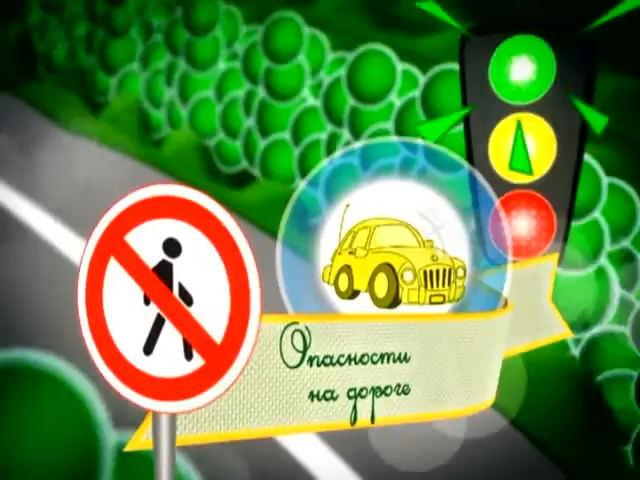 Опасности
на дороге